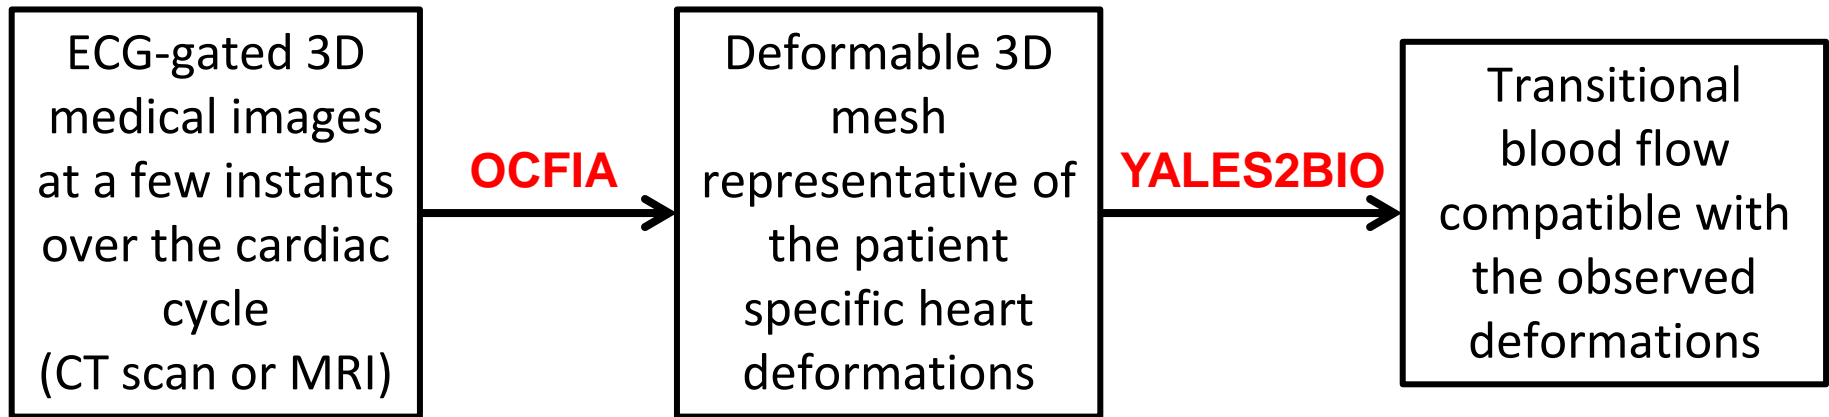 ECG-gated 3D
medical images
at a few instants
over the cardiac
cycle
(CT scan or MRI)
OCFIA
Deformable 3D
mesh
representative of
the patient
specific heart
deformations
YALES2BIO
Transitional
blood flow
compatible with
the observed
deformations